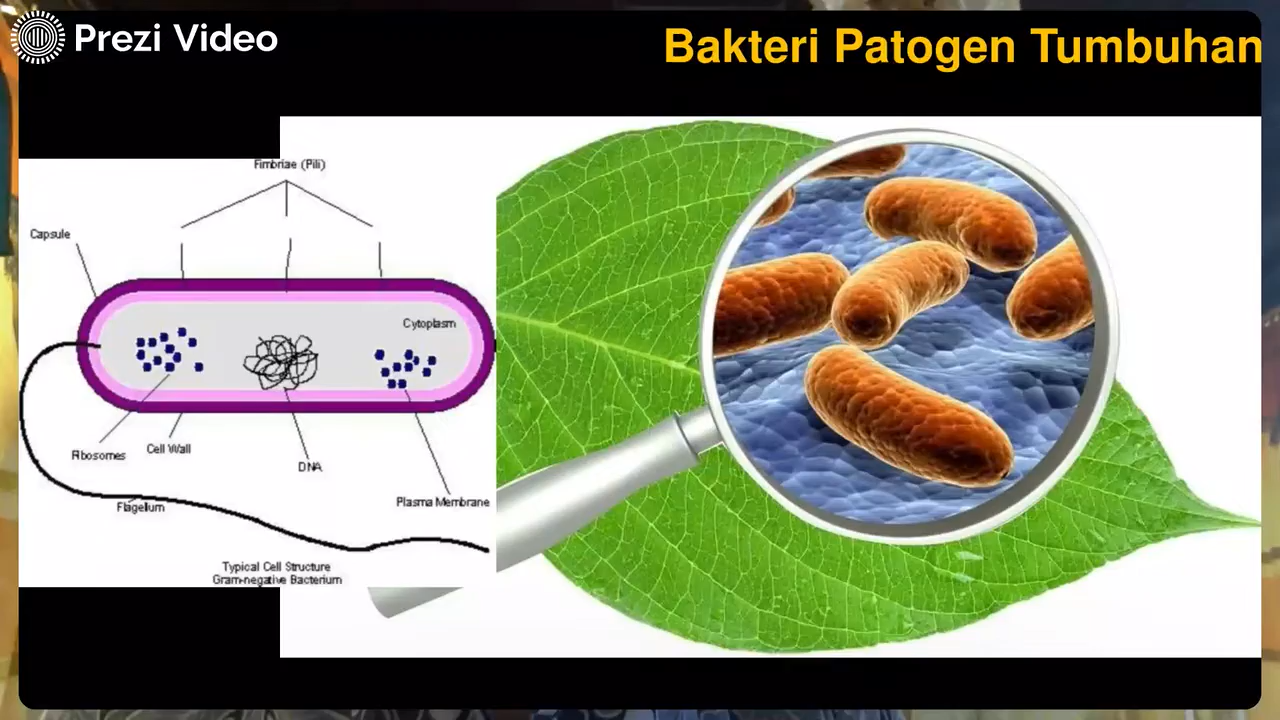 Prezi Video
Bakteri Patogen Tumbuhan
Fimbriae (Pili)
Capsule
Cytoplasm
Ribosomes
Cell Wall
DNA
Plasma Membrane
Flagellum
Typical Cell Structure
Gram-negative Bacterium